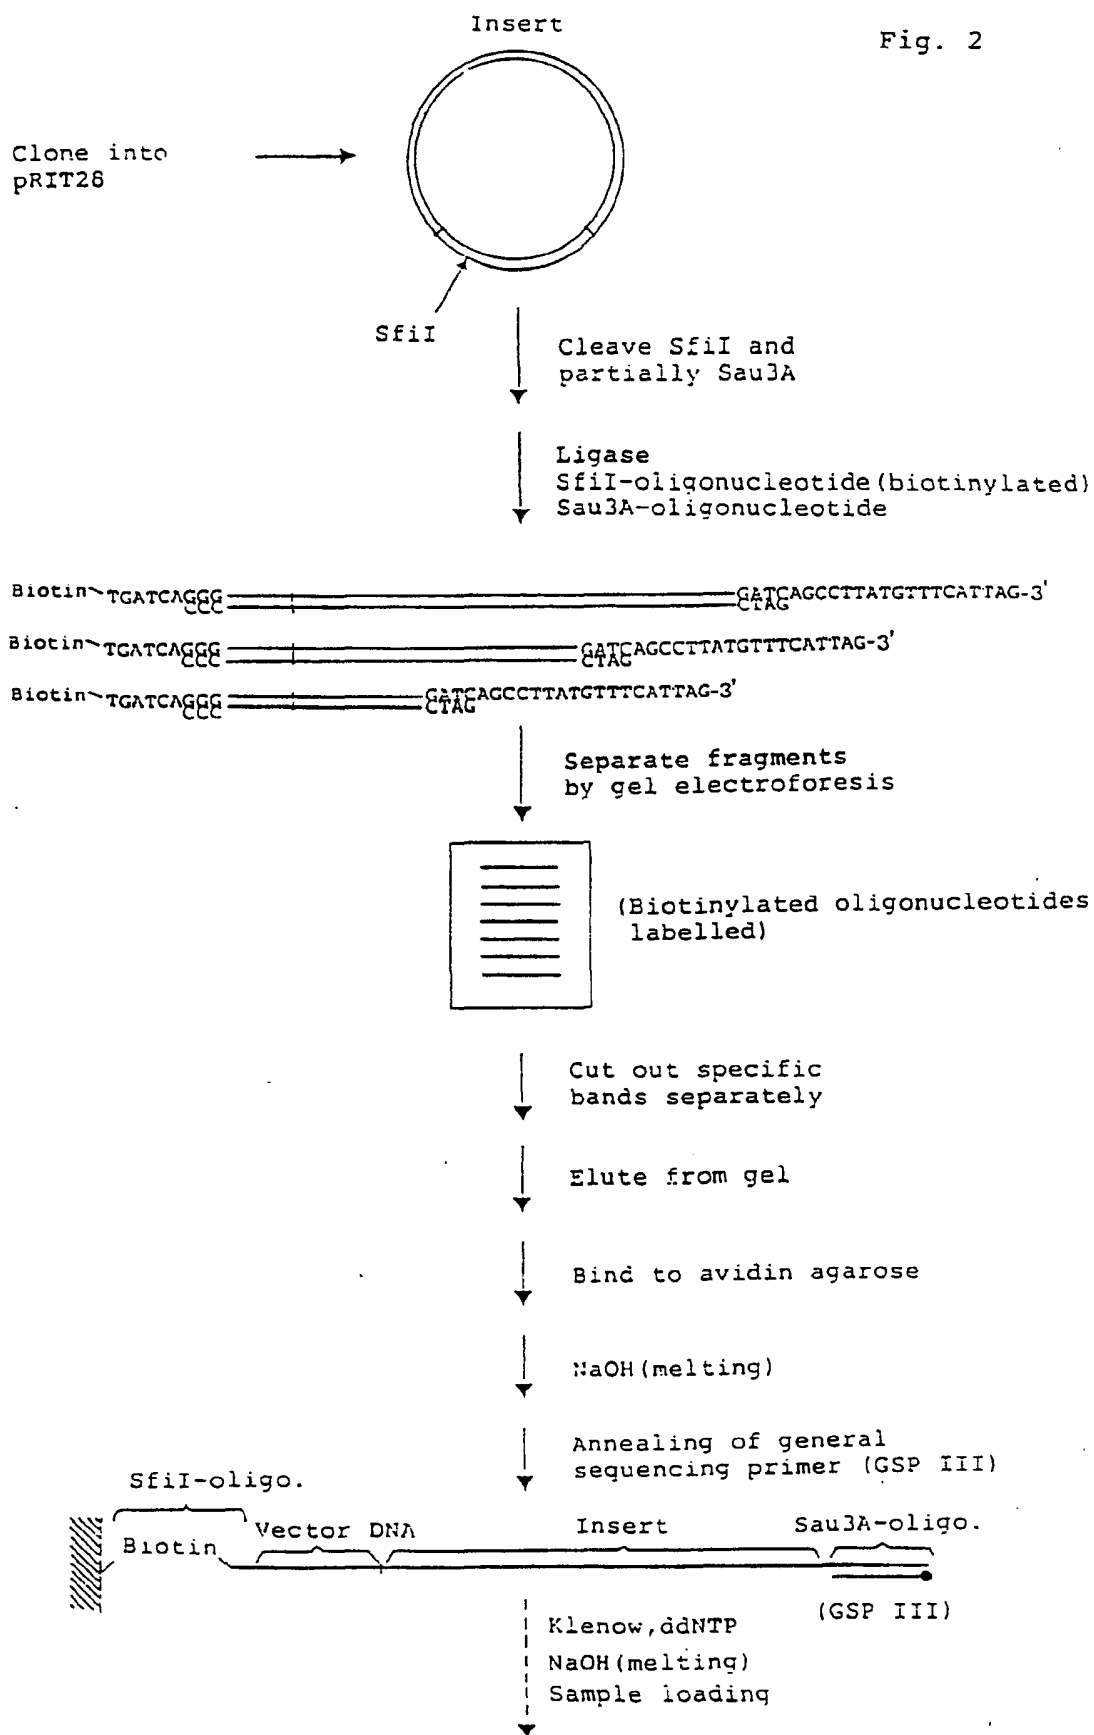 Insert
Fig. 2
Clone into
pRIT28
SfiI
Cleave SfiI and
partially Sau3A
Ligase
SfiI-oligonucleotide (biotinylated)
Sau3A-oligonucleotide
Biotin TGATCAGGG GATCAGCCTTATGTTTCATTAG-3'
CCC CTAG
Biotin TGATCAGGG GATCAGCCTTATGTTTCATTAG-3'
CCC CTAG
Biotin TGATCAGGG GATCAGCCTTATGTTTCATTAG-3'
CCC CTAG
Separate fragments
by gel electroforesis
(Biotinylated oligonucleotides
labelled)
Cut out specific
bands separately
Elute from gel
Bind to avidin agarose
NaOH (melting)
Annealing of general
sequencing primer (GSP III)
SfiI-oligo.
Vector DNA Insert Sau3A-oligo.
Biotin
(GSP III)
Klenow, ddNTP
NaOH (melting)
Sample loading